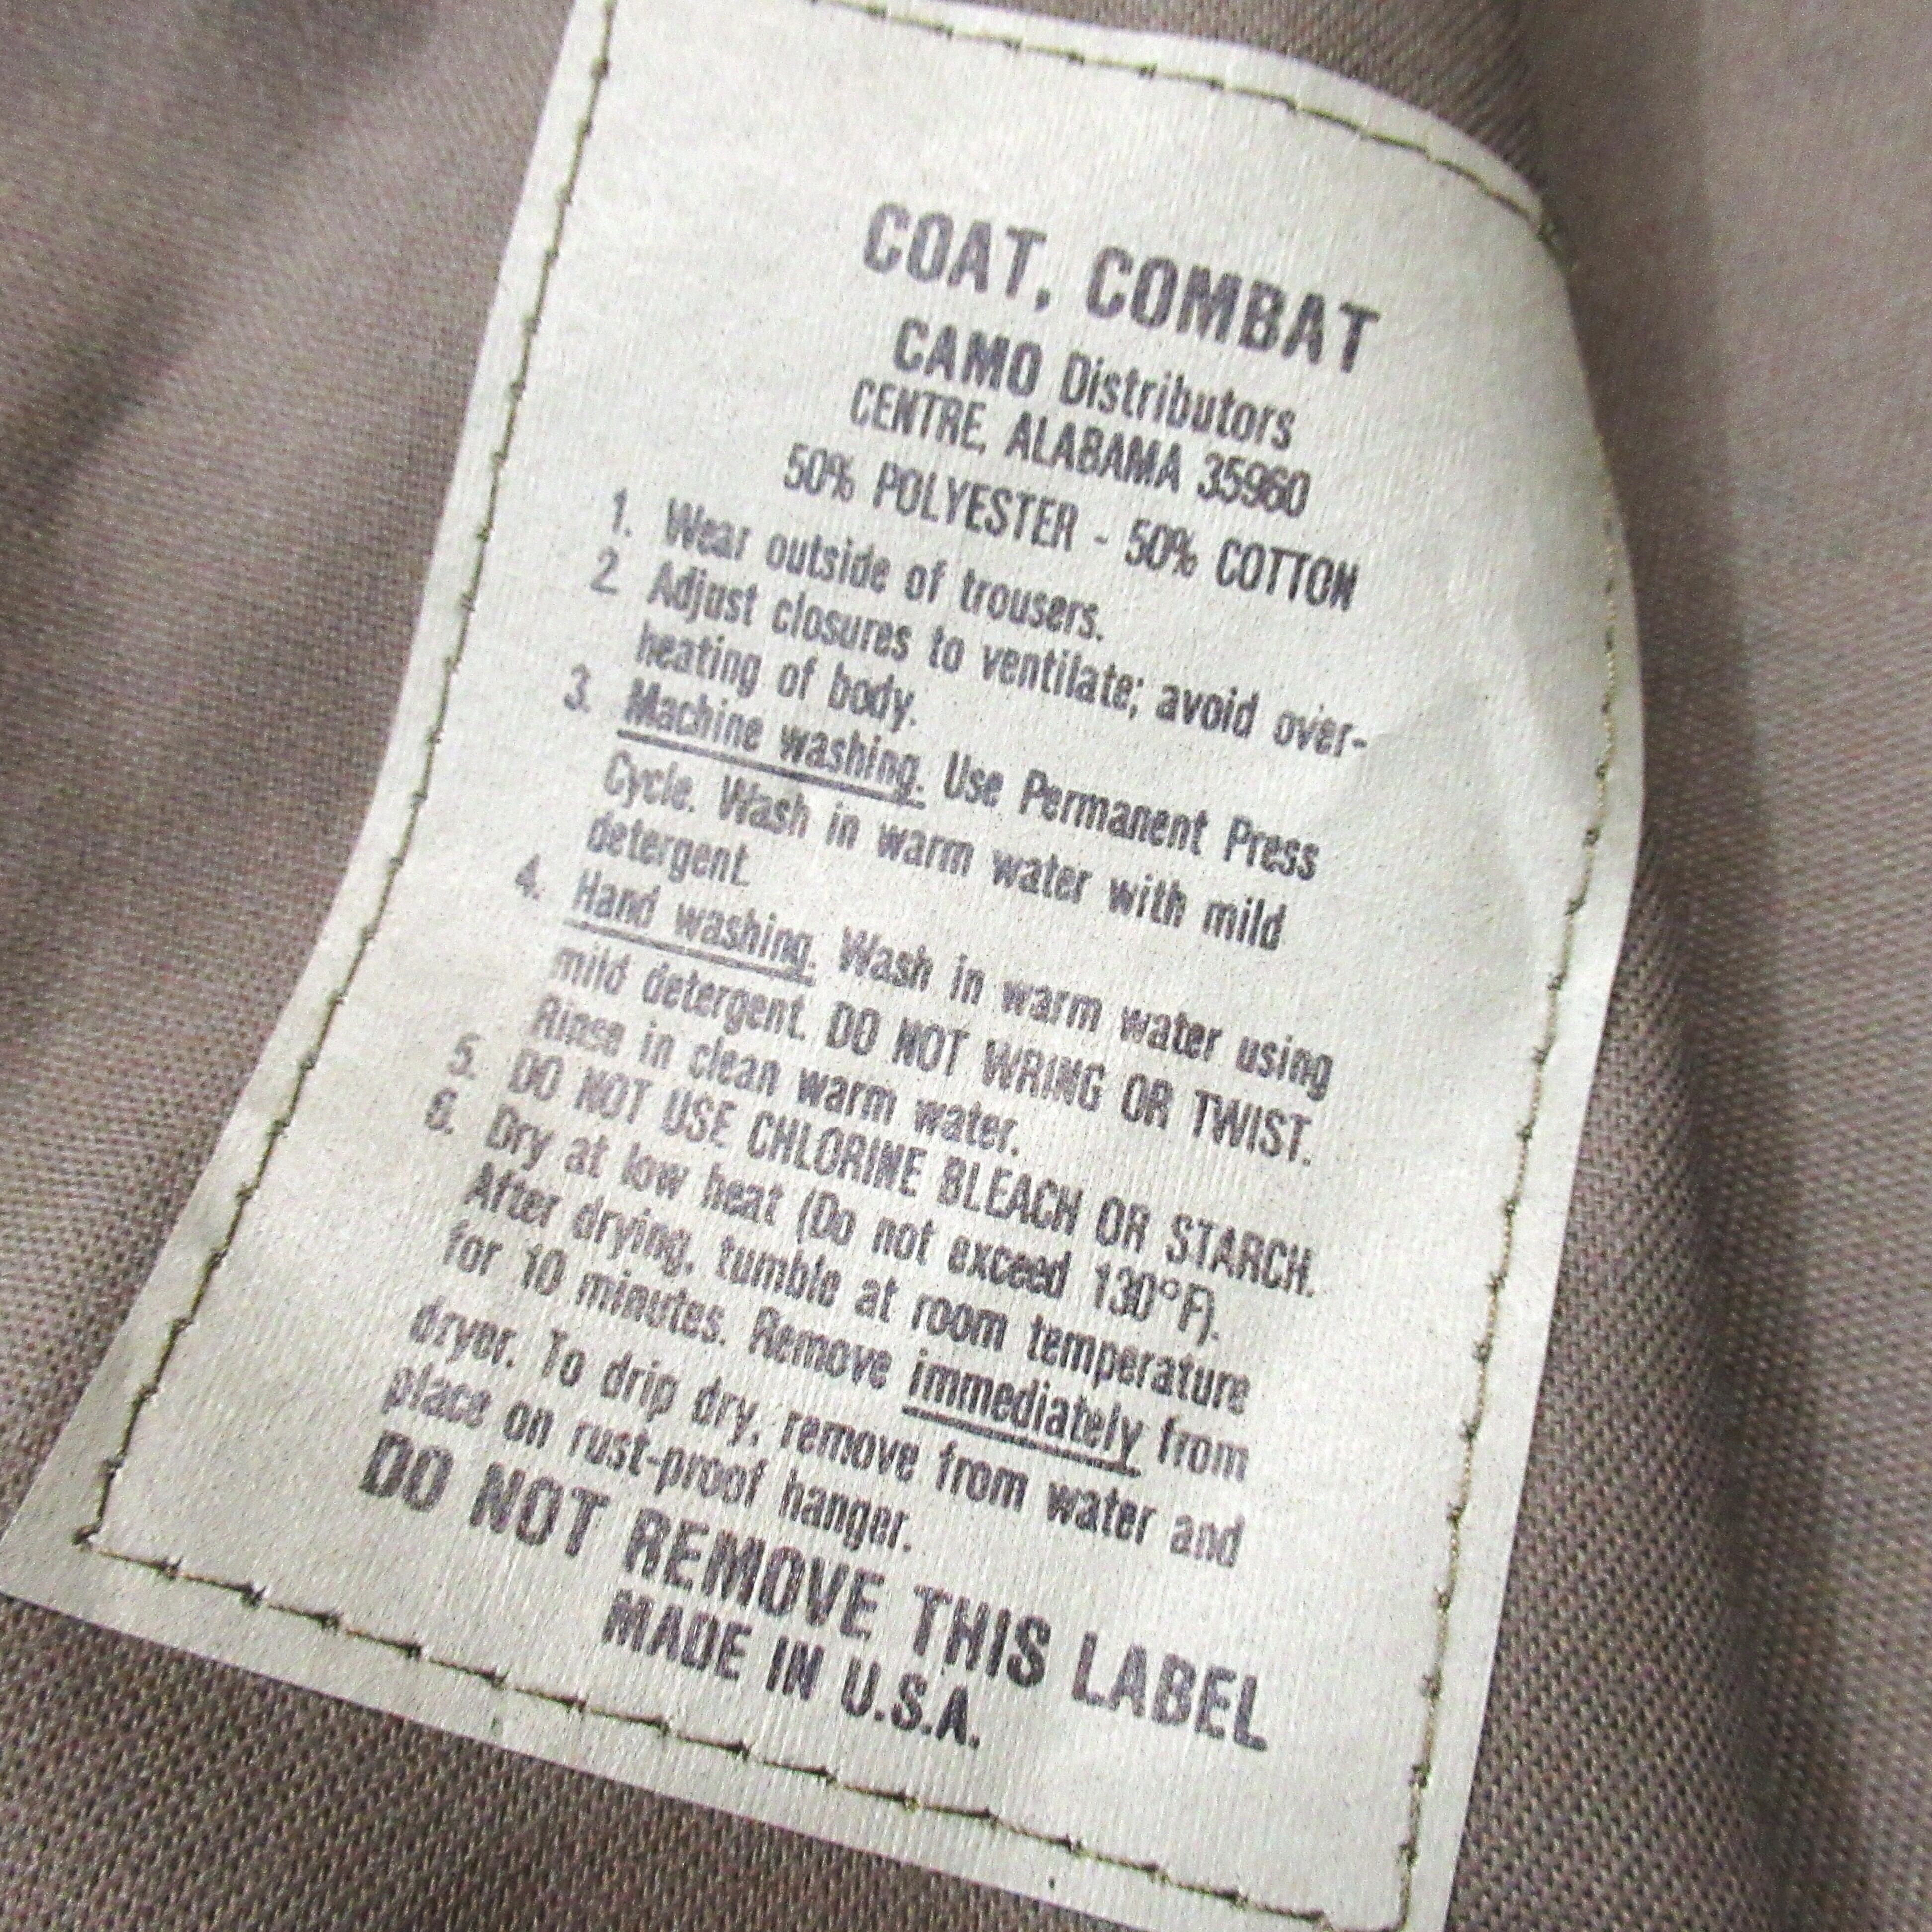 COAT, COMBAT
CAMO Distributors
CENTRE, ALABAMA 35960
50% POLYESTER - 50% COTTON
1. Wear outside of trousers.
2. Adjust closures to ventilate; avoid over-
heating of body.
3. Machine washing. Use Permanent Press
Cycle. Wash in warm water with mild
detergent.
4. Hand washing. Wash in warm water using
mild detergent. DO NOT WRING OR TWIST.
Rinse in clean warm water.
5. DO NOT USE CHLORINE BLEACH OR STARCH.
6. Dry at low heat (Do not exceed 130°F).
After drying, tumble at room temperature
for 10 minutes. Remove immediately from
dryer. To drip dry, remove from water and
place on rust-proof hanger.
DO NOT REMOVE THIS LABEL
MADE IN U.S.A.